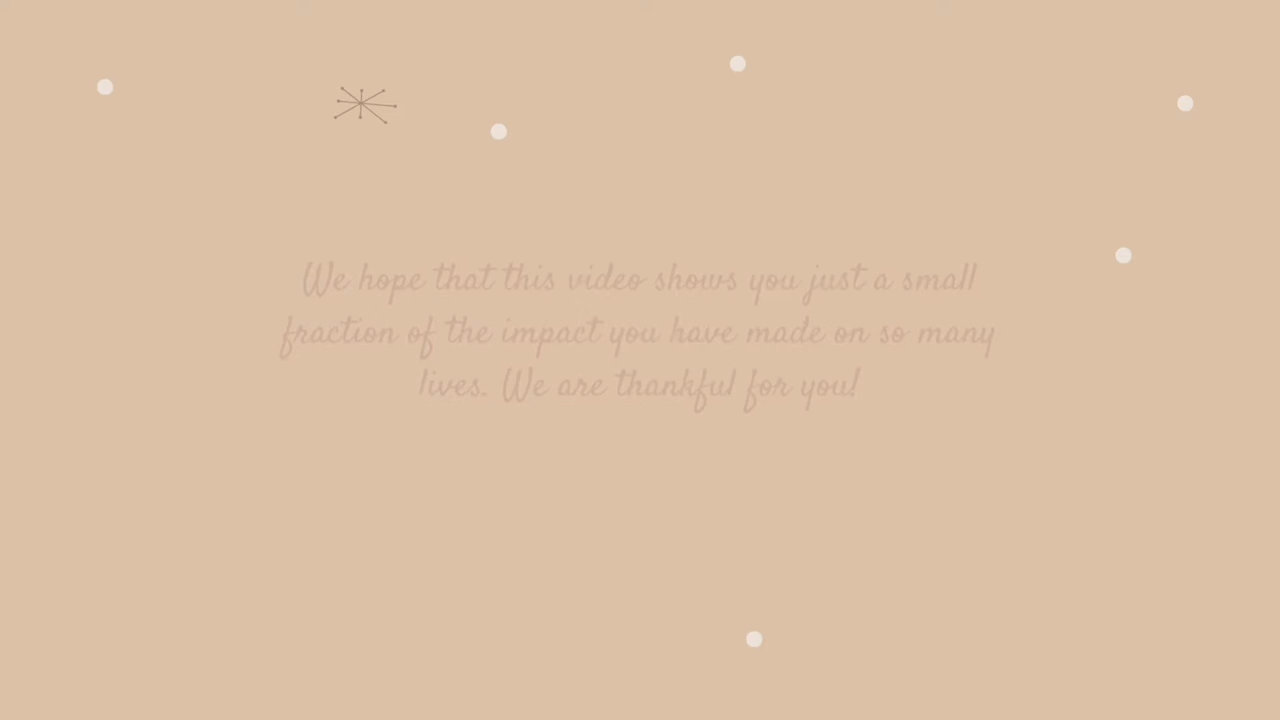 We hope that this video shows you just a small
fraction of the impact you have made on so many
lives. We are thankful for you!